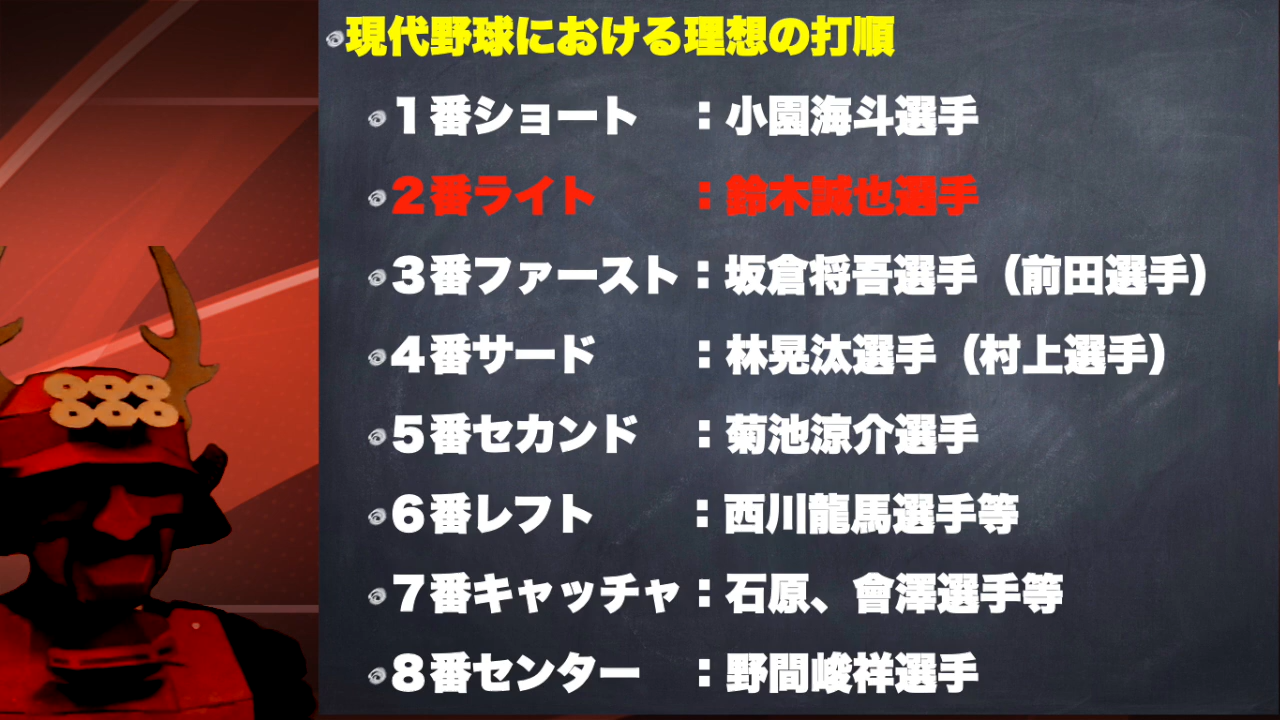 現代野球における理想の打順
１番ショート　：小園海斗選手
２番ライト　：鈴木誠也選手
３番ファースト：坂倉将吾選手（前田選手）
４番サード　：林晃汰選手（村上選手）
５番セカンド　：菊池涼介選手
６番レフト　：西川龍馬選手等
７番キャッチャ：石原、會澤選手等
８番センター　：野間峻祥選手